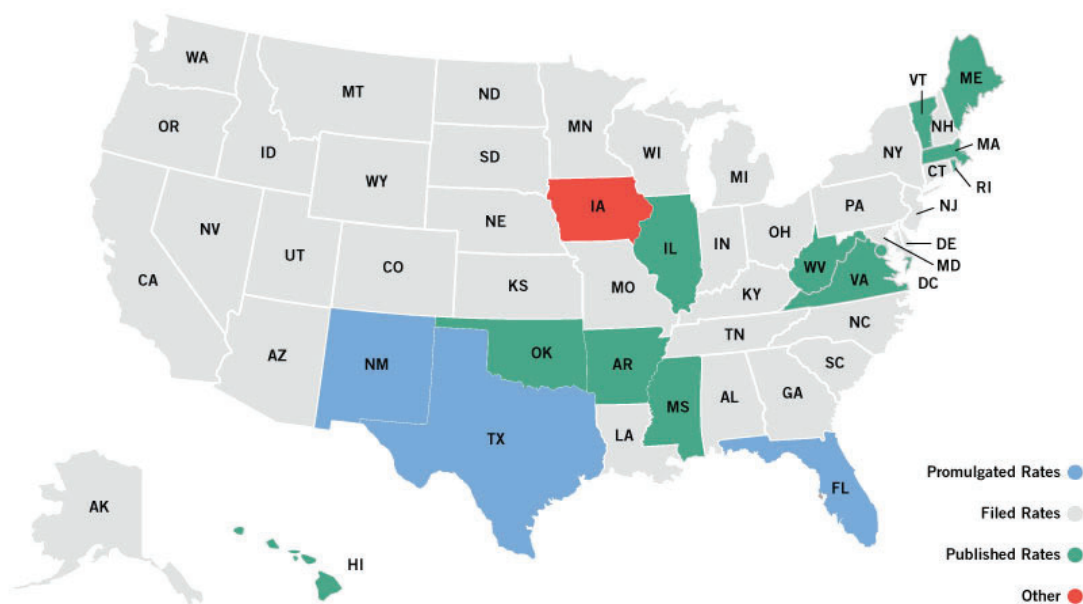 WA
MT
ND
MN
VT
ME
OR
ID
SD
WI
NH
MA
WY
MI
NY
CT
RI
IA
NE
PA
NJ
NV
UT
CO
IL
IN
OH
DE
MD
CA
KS
MO
KY
WV
VA
DC
AZ
NM
OK
AR
TN
NC
SC
MS
AL
GA
TX
LA
FL
AK
HI
Promulgated Rates
Filed Rates
Published Rates
Other